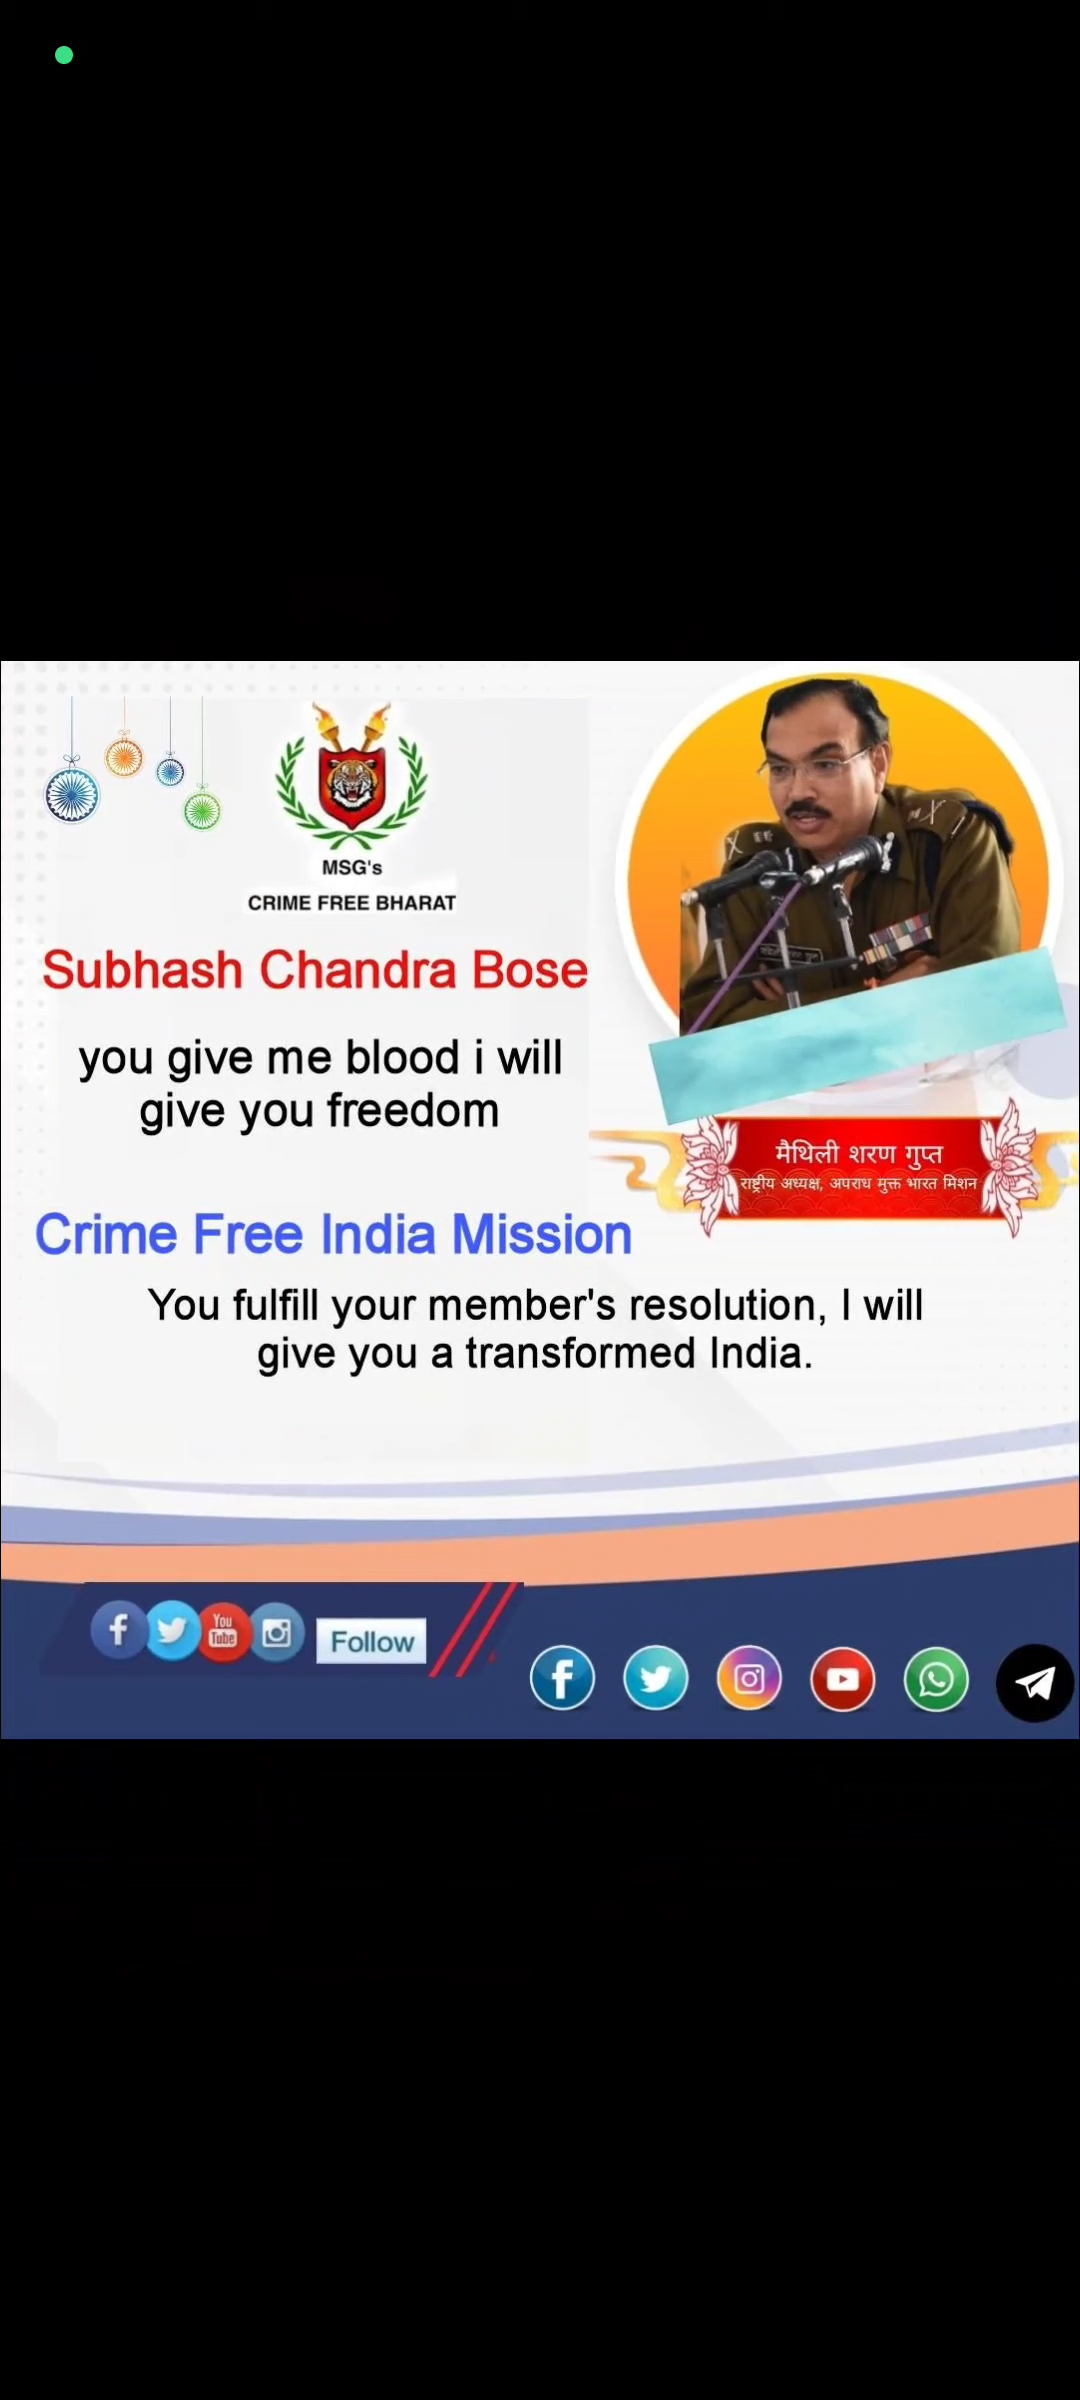 MSG's
CRIME FREE BHARAT
Subhash Chandra Bose
you give me blood i will
give you freedom
मैथिली शरण गुप्त
राष्ट्रीय अध्यक्ष, अपराध मुक्त भारत मिशन
Crime Free India Mission
You fulfill your member's resolution, I will
give you a transformed India.
You
Tube
Follow